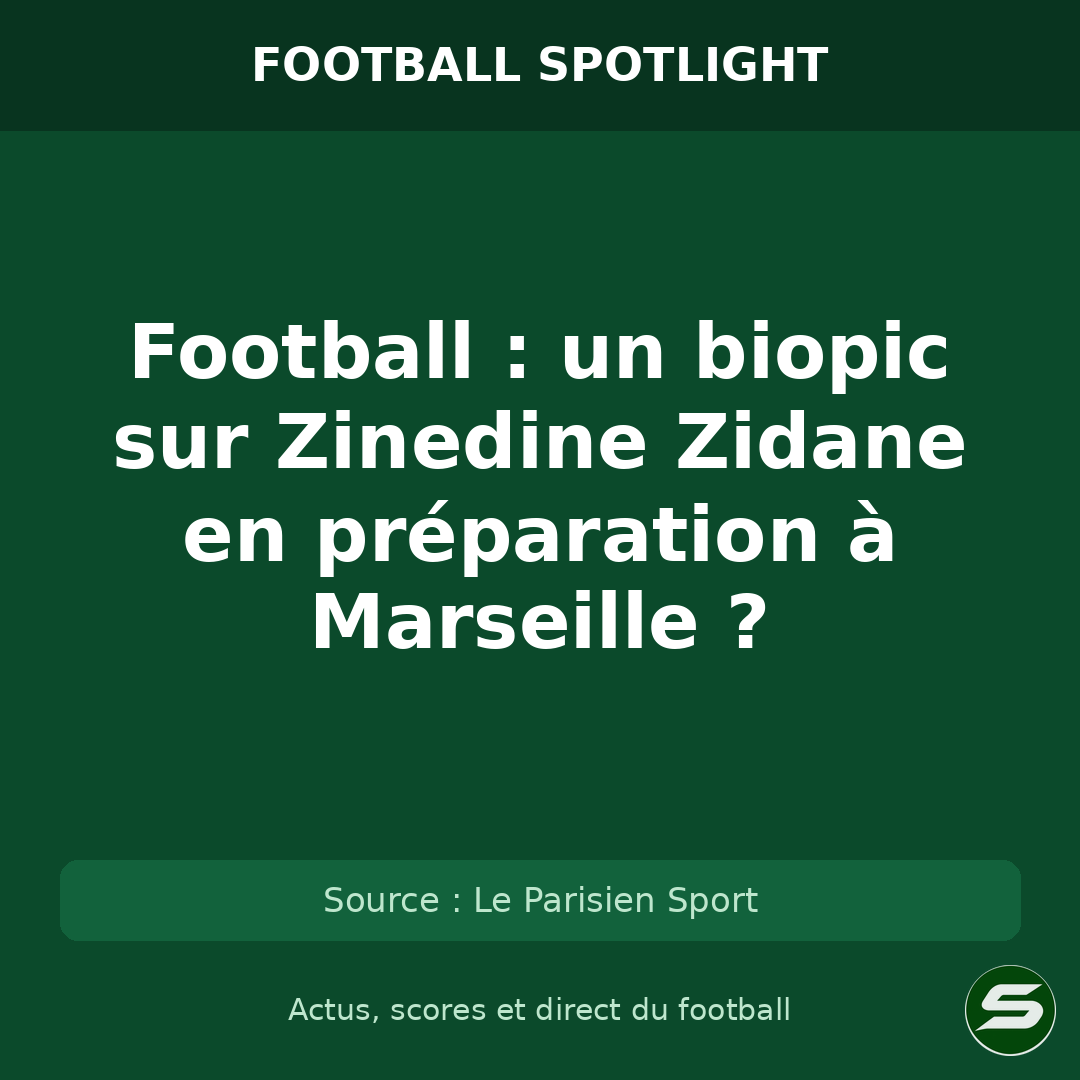 FOOTBALL SPOTLIGHT
Football : un biopic
sur Zinedine Zidane
en préparation à
Marseille ?
Source : Le Parisien Sport
Actus, scores et direct du football
S